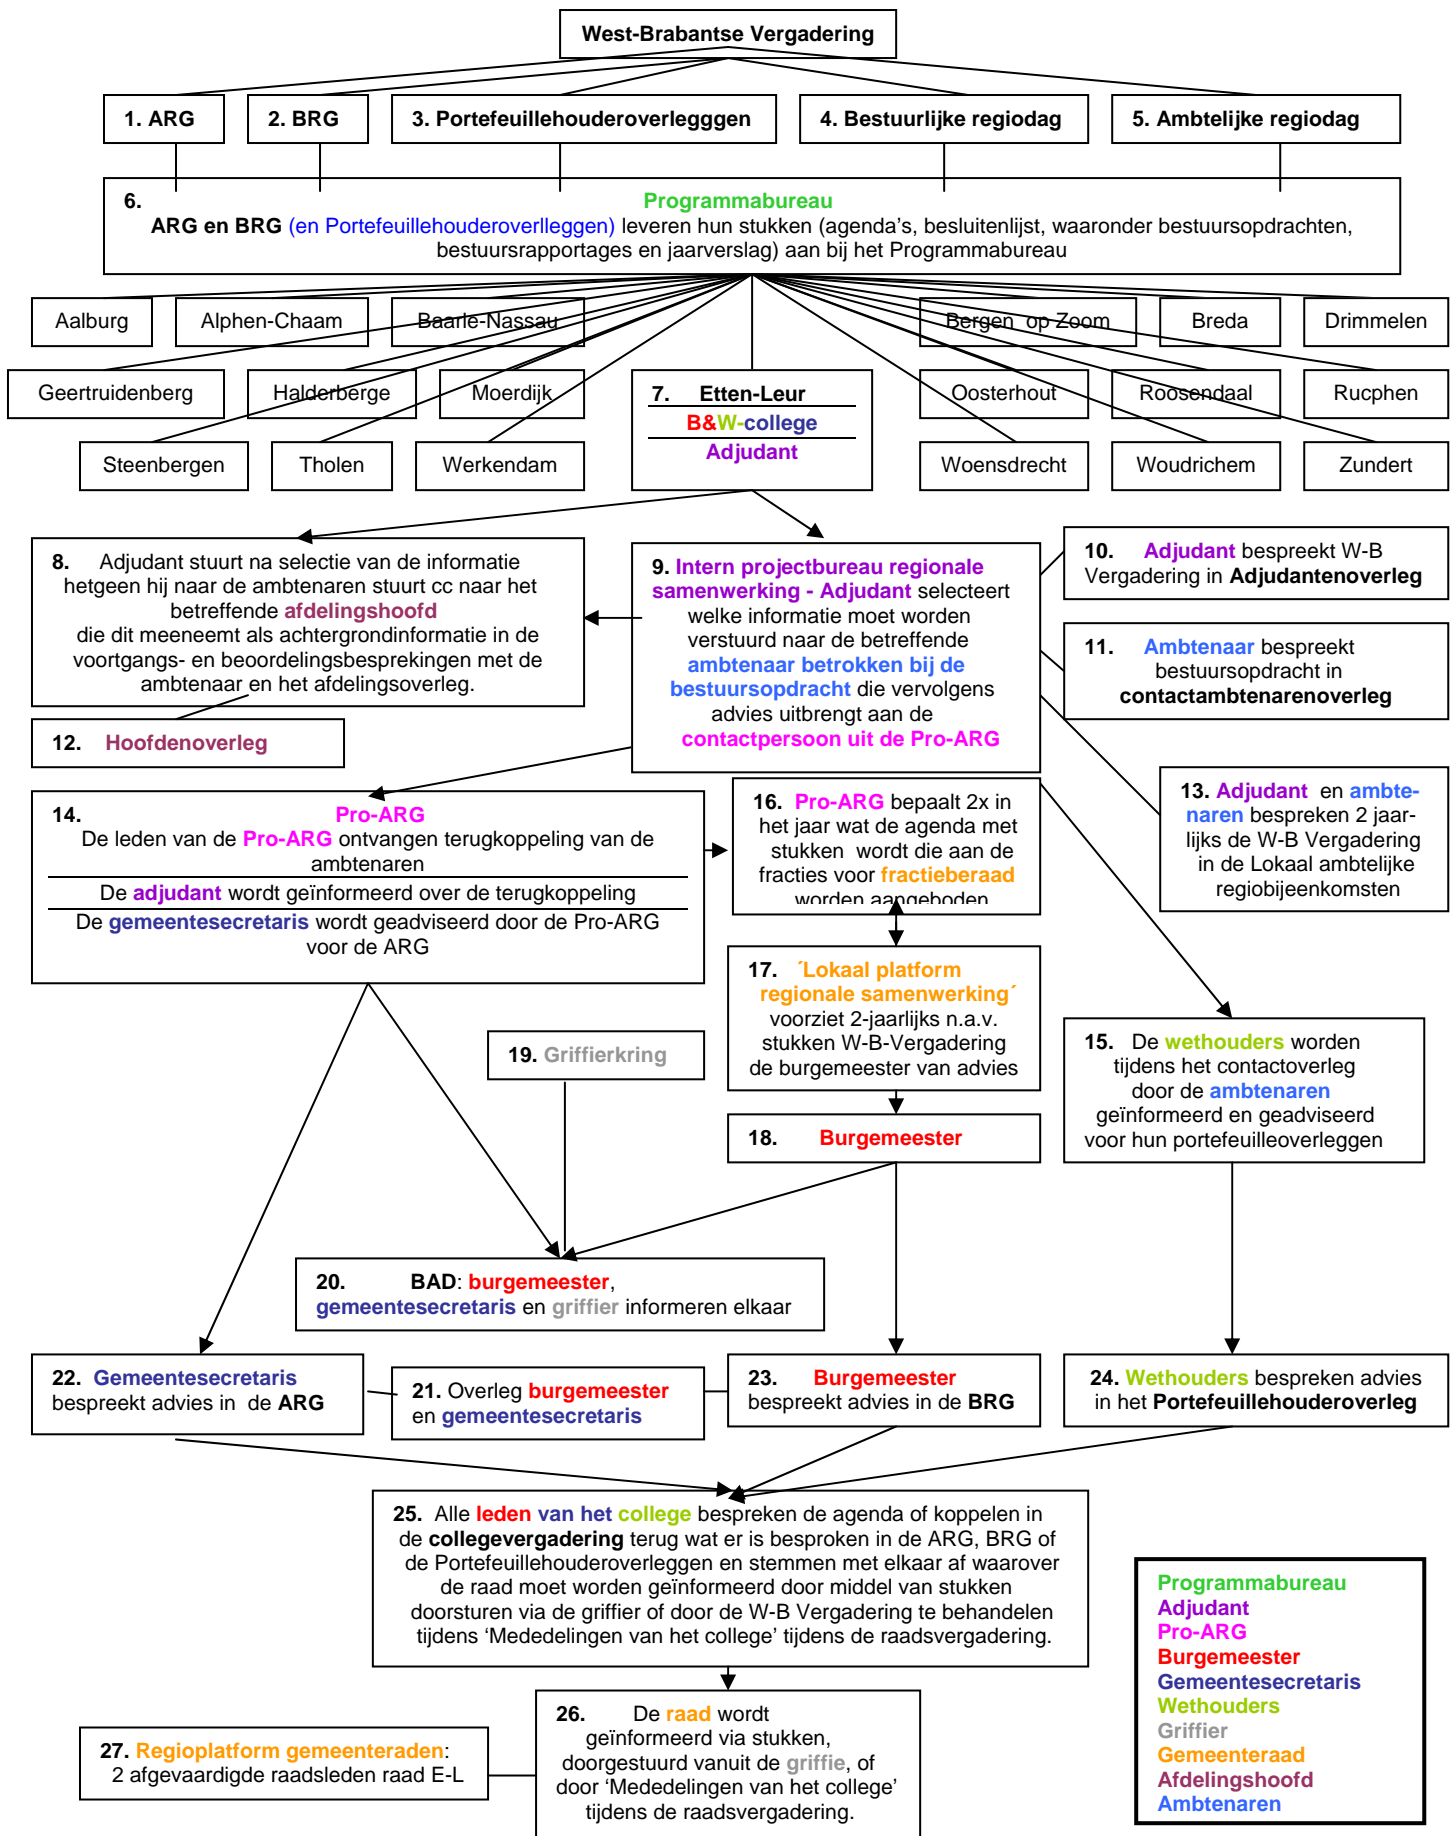 West-Brabantse Vergadering
1. ARG
2. BRG
3. Portefeuillehouderoverlegggen
4. Bestuurlijke regiodag
5. Ambtelijke regiodag
6. Programmabureau
ARG en BRG (en Portefeuillehouderoverlleggen) leveren hun stukken (agenda's, besluitenlijst, waaronder bestuursopdrachten,
bestuursrapportages en jaarverslag) aan bij het Programmabureau
Aalburg
Alphen-Chaam
Baarle-Nassau
Bergen op Zoom
Breda
Drimmelen
Geertruidenberg
Halderberge
Moerdijk
7. Etten-Leur
B&W-college
Adjudant
Oosterhout
Roosendaal
Rucphen
Steenbergen
Tholen
Werkendam
Woensdrecht
Woudrichem
Zundert
8. Adjudant stuurt na selectie van de informatie
hetgeen hij naar de ambtenaren stuurt cc naar het
betreffende afdelingshoofd
die dit meeneemt als achtergrondinformatie in de
voortgangs- en beoordelingsbesprekingen met de
ambtenaar en het afdelingsoverleg.
9. Intern projectbureau regionale
samenwerking - Adjudant selecteert
welke informatie moet worden
verstuurd naar de betreffende
ambtenaar betrokken bij de
bestuursopdracht die vervolgens
advies uitbrengt aan de
contactpersoon uit de Pro-ARG
10. Adjudant bespreekt W-B
Vergadering in Adjudantenoverleg
11. Ambtenaar bespreekt
bestuursopdracht in
contactambtenarenoverleg
12. Hoofdenoverleg
13. Adjudant en ambte-
naren bespreken 2 jaar-
lijks de W-B Vergadering
in de Lokaal ambtelijke
regiobijeenkomsten
14. Pro-ARG
De leden van de Pro-ARG ontvangen terugkoppeling van de
ambtenaren
De adjudant wordt geïnformeerd over de terugkoppeling
De gemeentesecretaris wordt geadviseerd door de Pro-ARG
voor de ARG
16. Pro-ARG bepaalt 2x in
het jaar wat de agenda met
stukken wordt die aan de
fracties voor fractieberaad
worden aangeboden
17. ´Lokaal platform
regionale samenwerking´
voorziet 2-jaarlijks n.a.v.
stukken W-B-Vergadering
de burgemeester van advies
15. De wethouders worden
tijdens het contactoverleg
door de ambtenaren
geïnformeerd en geadviseerd
voor hun portefeuilleoverleggen
19. Griffierkring
18. Burgemeester
20. BAD: burgemeester,
gemeentesecretaris en griffier informeren elkaar
22. Gemeentesecretaris
bespreekt advies in de ARG
21. Overleg burgemeester
en gemeentesecretaris
23. Burgemeester
bespreekt advies in de BRG
24. Wethouders bespreken advies
in het Portefeuillehouderoverleg
25. Alle leden van het college bespreken de agenda of koppelen in
de collegevergadering terug wat er is besproken in de ARG, BRG of
de Portefeuillehouderoverleggen en stemmen met elkaar af waarover
de raad moet worden geïnformeerd door middel van stukken
doorsturen via de griffier of door de W-B Vergadering te behandelen
tijdens ‘Mededelingen van het college’ tijdens de raadsvergadering.
26. De raad wordt
geïnformeerd via stukken,
doorgestuurd vanuit de griffie, of
door ‘Mededelingen van het college’
tijdens de raadsvergadering.
27. Regioplatform gemeenteraden:
2 afgevaardigde raadsleden raad E-L
Programmabureau
Adjudant
Pro-ARG
Burgemeester
Gemeentesecretaris
Wethouders
Griffier
Gemeenteraad
Afdelingshoofd
Ambtenaren